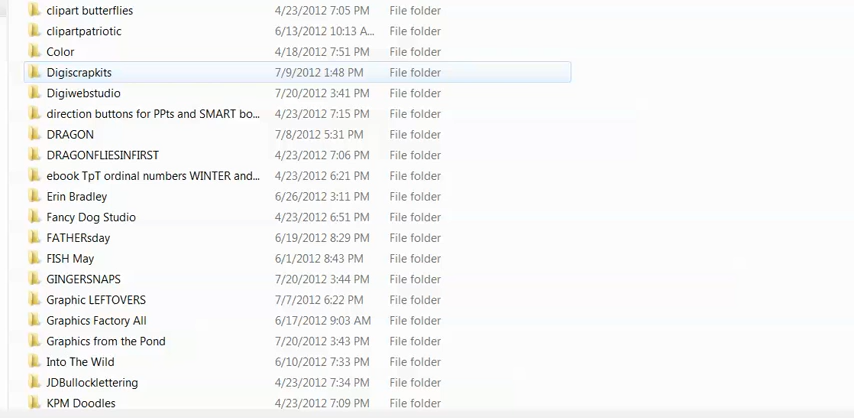 clipart butterflies 4/23/2012 7:05 PM File folder
clipartpatriotic 6/13/2012 10:13 A... File folder
Color 4/18/2012 7:51 PM File folder
Digiscrapkits 7/9/2012 1:48 PM File folder
Digiwebstudio 7/20/2012 3:41 PM File folder
direction buttons for PPts and SMART bo... 4/23/2012 7:15 PM File folder
DRAGON 7/8/2012 5:31 PM File folder
DRAGONFLIESINFIRST 4/23/2012 7:06 PM File folder
ebook TpT ordinal numbers WINTER and... 4/23/2012 6:21 PM File folder
Erin Bradley 6/26/2012 3:11 PM File folder
Fancy Dog Studio 4/23/2012 6:51 PM File folder
FATHERsday 6/19/2012 8:29 PM File folder
FISH May 6/1/2012 8:43 PM File folder
GINGERSNAPS 7/20/2012 3:44 PM File folder
Graphic LEFTOVERS 7/7/2012 6:22 PM File folder
Graphics Factory All 6/17/2012 9:03 AM File folder
Graphics from the Pond 7/20/2012 3:43 PM File folder
Into The Wild 6/10/2012 7:33 PM File folder
JDBullocklettering 4/23/2012 7:34 PM File folder
KPM Doodles 4/23/2012 7:09 PM File folder